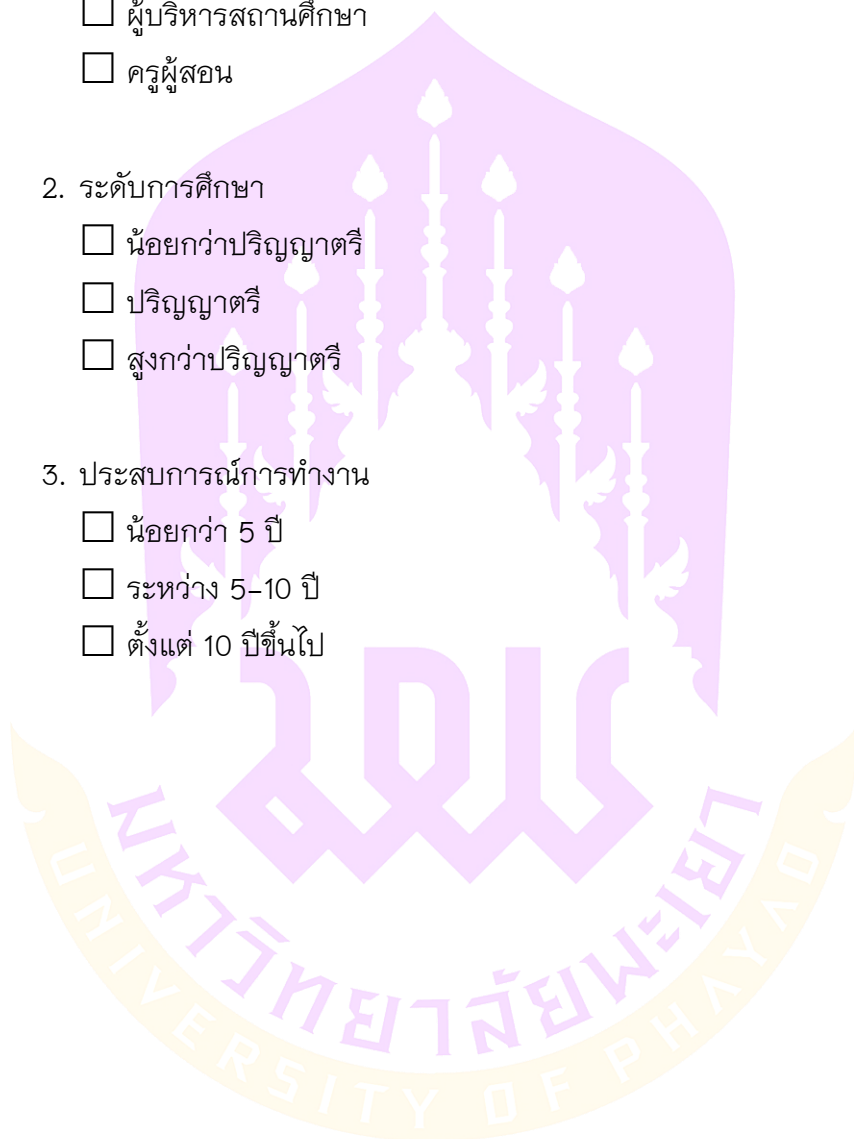 ☐ ผู้บริหารสถานศึกษา
☐ ครูผู้สอน
2. ระดับการศึกษา
☐ น้อยกว่าปริญญาตรี
☐ ปริญญาตรี
☐ สูงกว่าปริญญาตรี
3. ประสบการณ์การทำงาน
☐ น้อยกว่า 5 ปี
☐ ระหว่าง 5–10 ปี
☐ ตั้งแต่ 10 ปีขึ้นไป
มหาวิทยาลัยพะเยา
UNIVERSITY OF PHAYAO